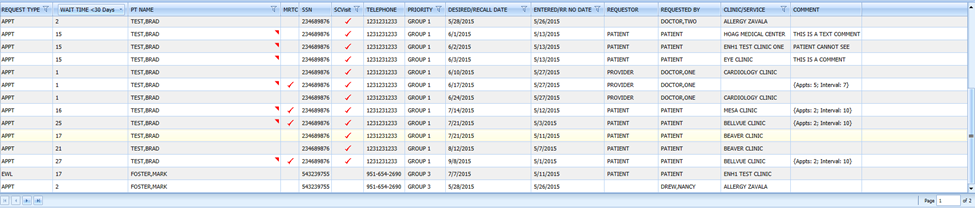 REQUEST TYPE WAIT TIME <30 Days PT NAME MRTC SSN SCVisit TELEPHONE PRIORITY DESIRED/RECALL DATE ENTERED/RR NO DATE REQUESTOR REQUESTED BY CLINIC/SERVICE COMMENT
APPT 2 TEST,BRAD 234689876 1231231233 GROUP 1 5/28/2015 5/26/2015 DOCTOR,TWO ALLERGY ZAVALA
APPT 15 TEST,BRAD 234689876 1231231233 GROUP 1 6/1/2015 5/13/2015 PATIENT PATIENT HOAG MEDICAL CENTER THIS IS A TEXT COMMENT
APPT 15 TEST,BRAD 234689876 1231231233 GROUP 1 6/2/2015 5/13/2015 PATIENT PATIENT ENH1 TEST CLINIC ONE PATIENT CANNOT SEE
APPT 15 TEST,BRAD 234689876 1231231233 GROUP 1 6/3/2015 5/13/2015 PATIENT PATIENT EYE CLINIC THIS IS A COMMENT
APPT 1 TEST,BRAD 234689876 1231231233 GROUP 1 6/10/2015 5/27/2015 PROVIDER DOCTOR,ONE CARDIOLOGY CLINIC
APPT 1 TEST,BRAD 234689876 1231231233 GROUP 1 6/17/2015 5/27/2015 PROVIDER DOCTOR,ONE {Appts: 5; Interval: 7}
APPT 1 TEST,BRAD 234689876 1231231233 GROUP 1 6/24/2015 5/27/2015 PROVIDER DOCTOR,ONE CARDIOLOGY CLINIC
APPT 16 TEST,BRAD 234689876 1231231233 GROUP 1 7/14/2015 5/12/2015 PATIENT PATIENT MESA CLINIC {Appts: 2; Interval: 10}
APPT 25 TEST,BRAD 234689876 1231231233 GROUP 1 7/21/2015 5/3/2015 PATIENT PATIENT BELLVUE CLINIC {Appts: 2; Interval: 10}
APPT 17 TEST,BRAD 234689876 1231231233 GROUP 1 7/21/2015 5/11/2015 PATIENT PATIENT BEAVER CLINIC
APPT 21 TEST,BRAD 234689876 1231231233 GROUP 1 8/12/2015 5/7/2015 PATIENT PATIENT BEAVER CLINIC
APPT 27 TEST,BRAD 234689876 1231231233 GROUP 1 9/8/2015 5/1/2015 PATIENT PATIENT BELLVUE CLINIC {Appts: 2; Interval: 10}
EWL 17 FOSTER,MARK 543239755 951-654-2690 GROUP 3 7/7/2015 5/11/2015 PATIENT PATIENT ENH1 TEST CLINIC
APPT 2 FOSTER,MARK 543239755 951-654-2690 GROUP 3 5/28/2015 5/26/2015 DREW,NANCY ALLERGY ZAVALA
Page 1 of 2